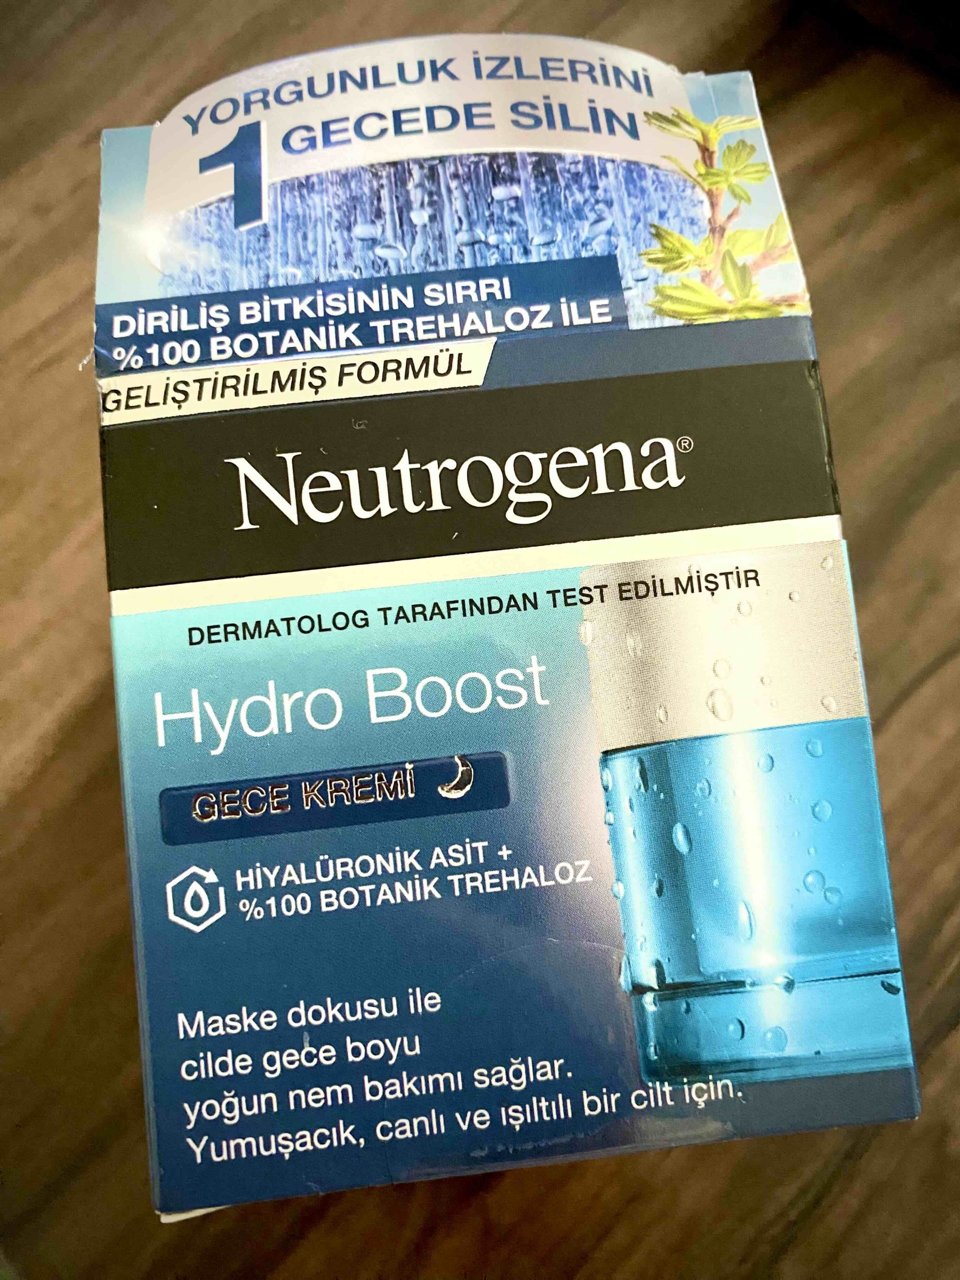 YORGUNLUK İZLERİNİ
1 GECEDE SİLİN*
DİRİLİŞ BİTKİSİNİN SIRRI
%100 BOTANİK TREHALOZ İLE
GELİŞTİRİLMİŞ FORMÜL
Neutrogena®
DERMATOLOG TARAFINDAN TEST EDİLMİŞTİR
Hydro Boost
GECE KREMİ
HİYALÜRONİK ASİT +
%100 BOTANİK TREHALOZ
Maske dokusu ile
cilde gece boyu
yoğun nem bakımı sağlar.
Yumuşacık, canlı ve ışıltılı bir cilt için.